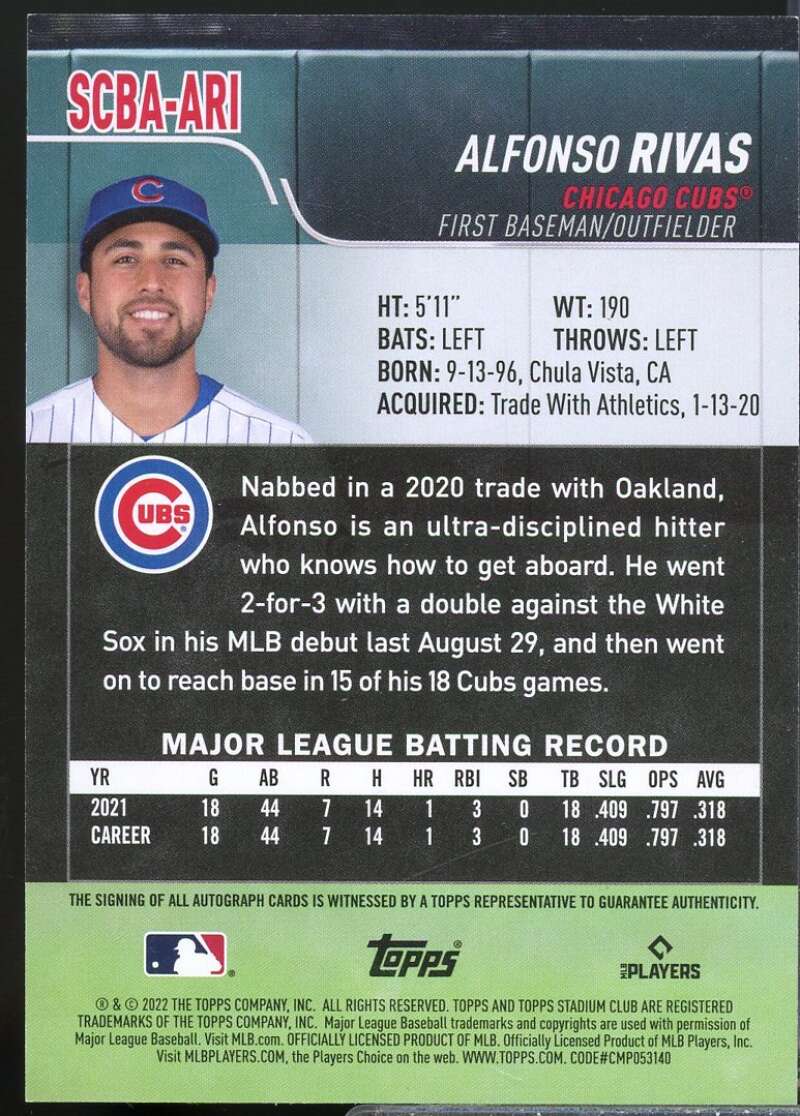 SCBA-ARI
ALFONSO RIVAS
CHICAGO CUBS®
FIRST BASEMAN/OUTFIELDER
C
HT: 5'11" WT: 190
BATS: LEFT THROWS: LEFT
BORN: 9-13-96, Chula Vista, CA
ACQUIRED: Trade With Athletics, 1-13-20
CUBS®
Nabbed in a 2020 trade with Oakland,
Alfonso is an ultra-disciplined hitter
who knows how to get aboard. He went
2-for-3 with a double against the White
Sox in his MLB debut last August 29, and then went
on to reach base in 15 of his 18 Cubs games.
MAJOR LEAGUE BATTING RECORD
YR G AB R H HR RBI SB TB SLG OPS AVG
2021 18 44 7 14 1 3 0 18 .409 .797 .318
CAREER 18 44 7 14 1 3 0 18 .409 .797 .318
THE SIGNING OF ALL AUTOGRAPH CARDS IS WITNESSED BY A TOPPS REPRESENTATIVE TO GUARANTEE AUTHENTICITY.
® Topps® MLB PLAYERS
® & © 2022 THE TOPPS COMPANY, INC. ALL RIGHTS RESERVED. TOPPS AND TOPPS STADIUM CLUB ARE REGISTERED
TRADEMARKS OF THE TOPPS COMPANY, INC. Major League Baseball trademarks and copyrights are used with permission of
Major League Baseball. Visit MLB.com. OFFICIALLY LICENSED PRODUCT OF MLB. Officially Licensed Product of MLB Players, Inc.
Visit MLBPLAYERS.COM, the Players Choice on the web. WWW.TOPPS.COM. CODE#CMP053140